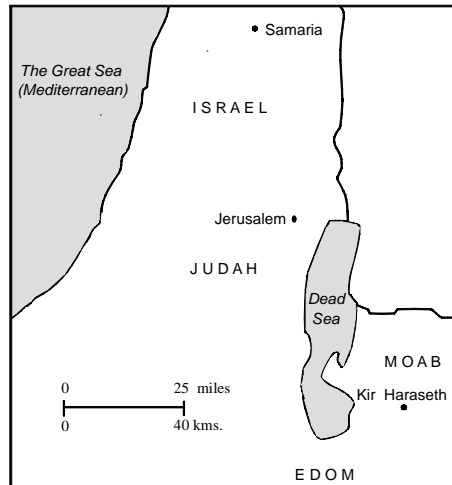 Samaria
The Great Sea
(Mediterranean)
ISRAEL
Jerusalem
JUDAH
Dead
Sea
MOAB
0 25 miles
Kir Haraseth
0 40 kms.
EDOM